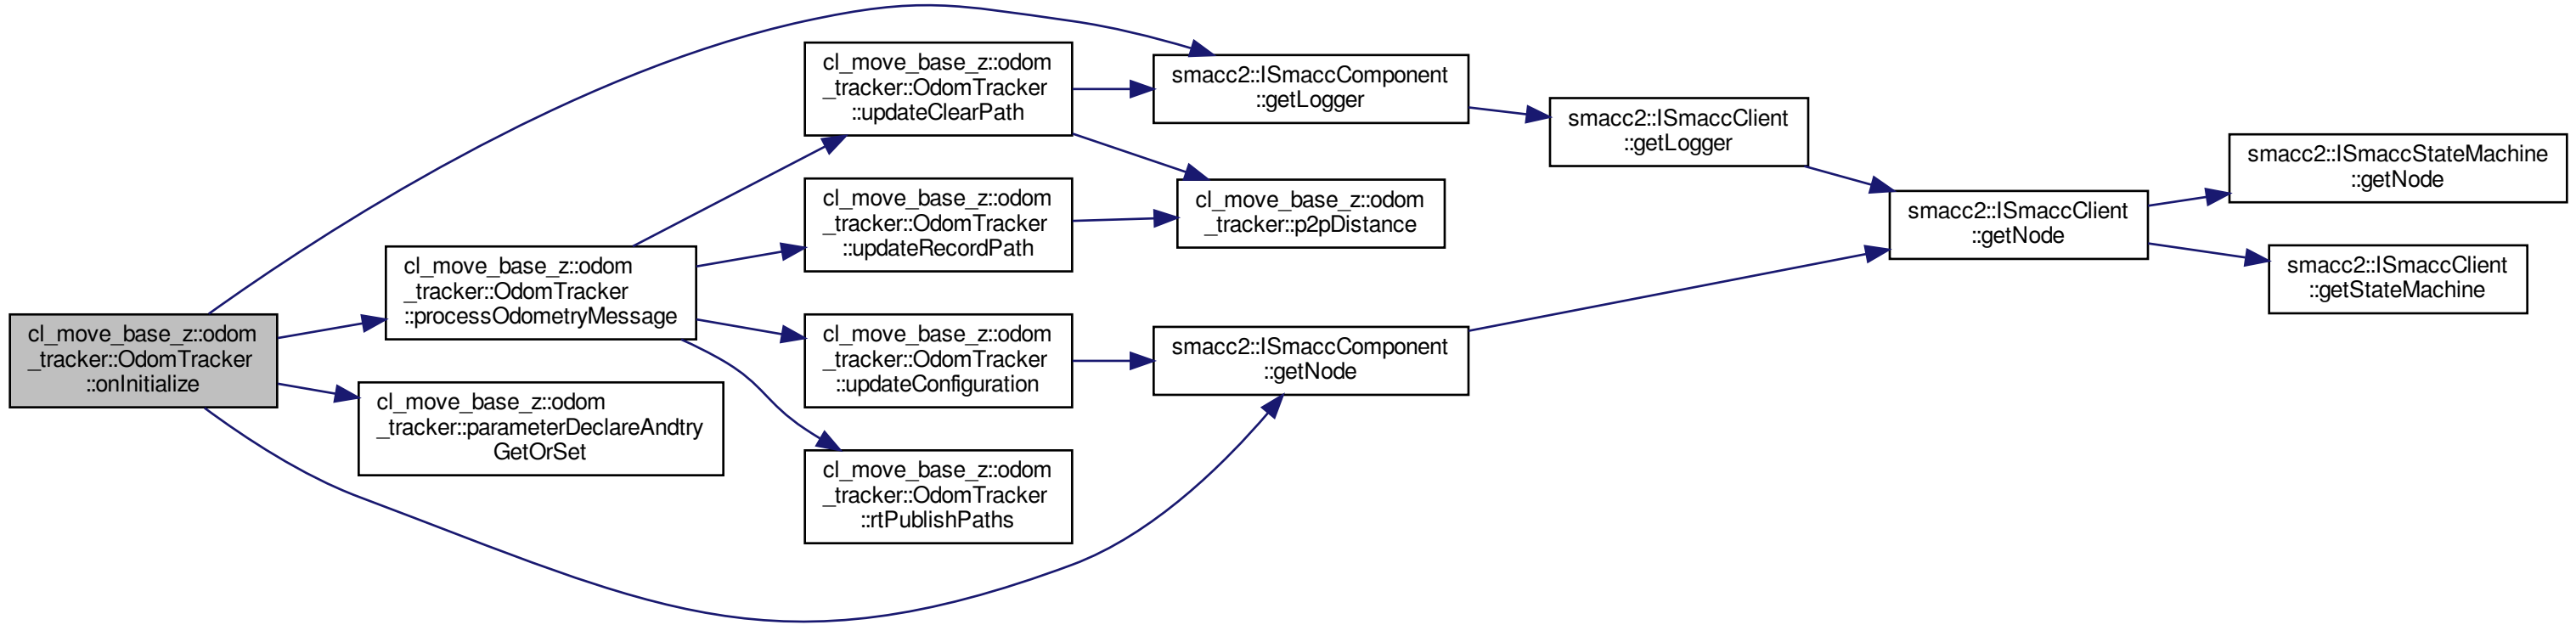 cl_move_base_z::odom
_tracker::OdomTracker
::onInitialize
cl_move_base_z::odom
_tracker::OdomTracker
::processOdometryMessage
cl_move_base_z::odom
_tracker::parameterDeclareAndtry
GetOrSet
cl_move_base_z::odom
_tracker::OdomTracker
::updateClearPath
cl_move_base_z::odom
_tracker::OdomTracker
::updateRecordPath
cl_move_base_z::odom
_tracker::OdomTracker
::updateConfiguration
cl_move_base_z::odom
_tracker::OdomTracker
::rtPublishPaths
smacc2::ISmaccComponent
::getLogger
cl_move_base_z::odom
_tracker::p2pDistance
smacc2::ISmaccComponent
::getNode
smacc2::ISmaccClient
::getLogger
smacc2::ISmaccClient
::getNode
smacc2::ISmaccStateMachine
::getNode
smacc2::ISmaccClient
::getStateMachine